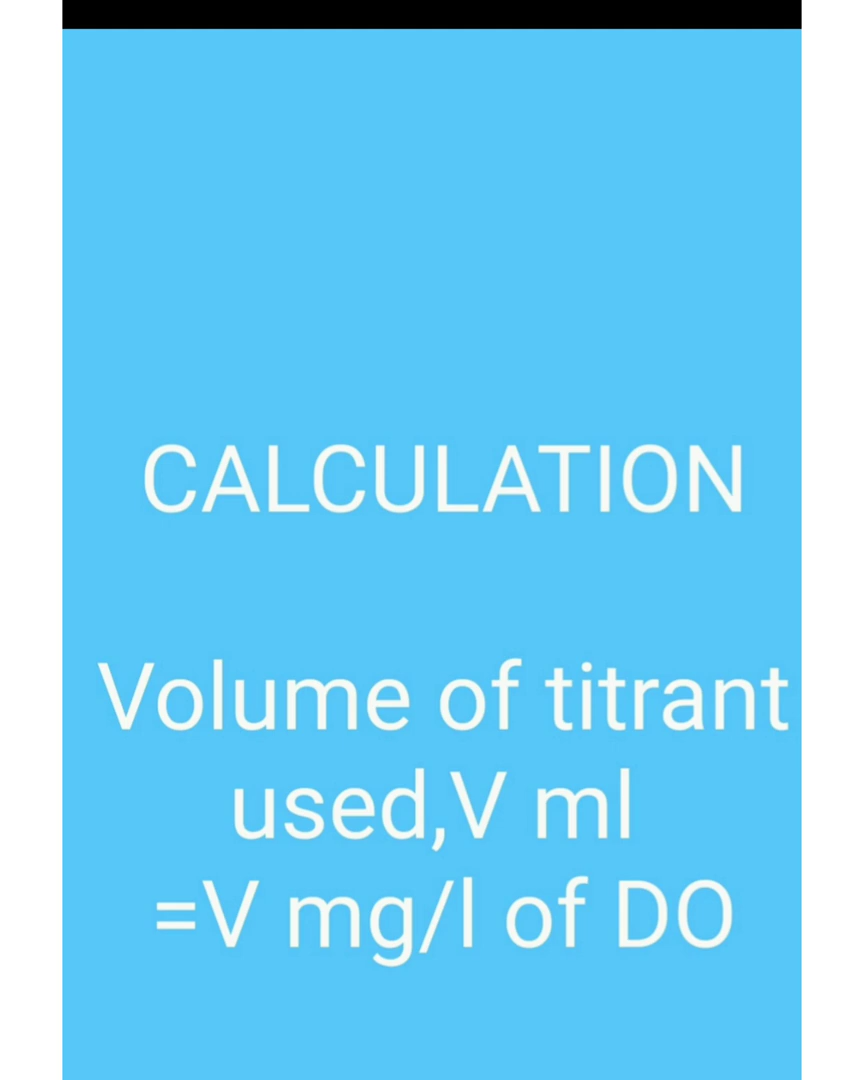 CALCULATION
Volume of titrant
used,V ml
=V mg/l of DO